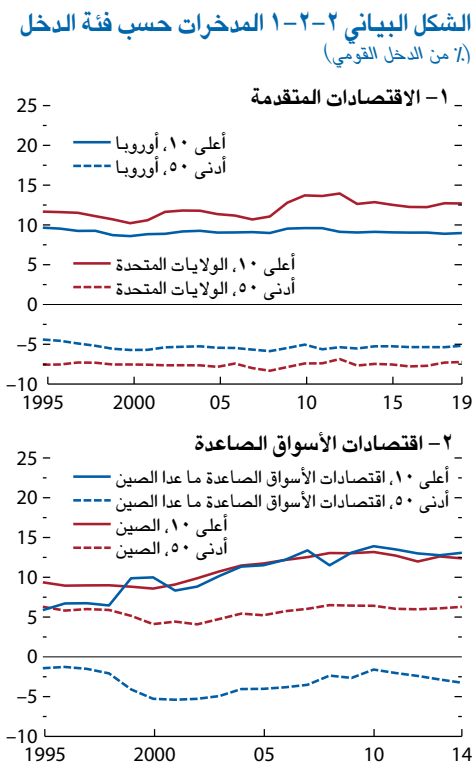 الشكل البياني ٢-٢-١ المدخرات حسب فئة الدخل
(٪ من الدخل القومي)
١- الاقتصادات المتقدمة
25
20
15
10
5
0
–5
–10
أعلى ١٠، أوروبا
أدنى ٥٠، أوروبا
أعلى ١٠، الولايات المتحدة
أدنى ٥٠، الولايات المتحدة
1995 2000 05 10 15 19
٢- اقتصادات الأسواق الصاعدة
25
20
15
10
5
0
–5
–10
أعلى ١٠، اقتصادات الأسواق الصاعدة ما عدا الصين
أدنى ٥٠، اقتصادات الأسواق الصاعدة ما عدا الصين
أعلى ١٠، الصين
أدنى ٥٠، الصين
1995 2000 05 10 14